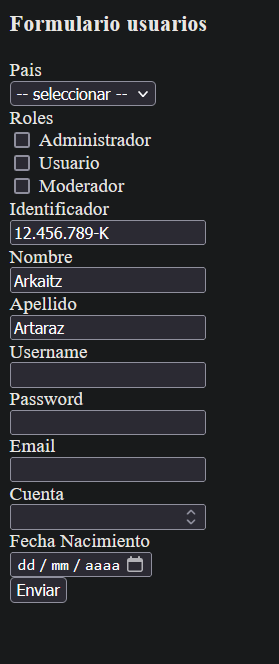 Formulario usuarios
Pais
-- seleccionar --
Roles
Administrador
Usuario
Moderador
Identificador
12.456.789-K
Nombre
Arkaitz
Apellido
Artaraz
Username
Password
Email
Cuenta
Fecha Nacimiento
dd / mm / aaaa
Enviar